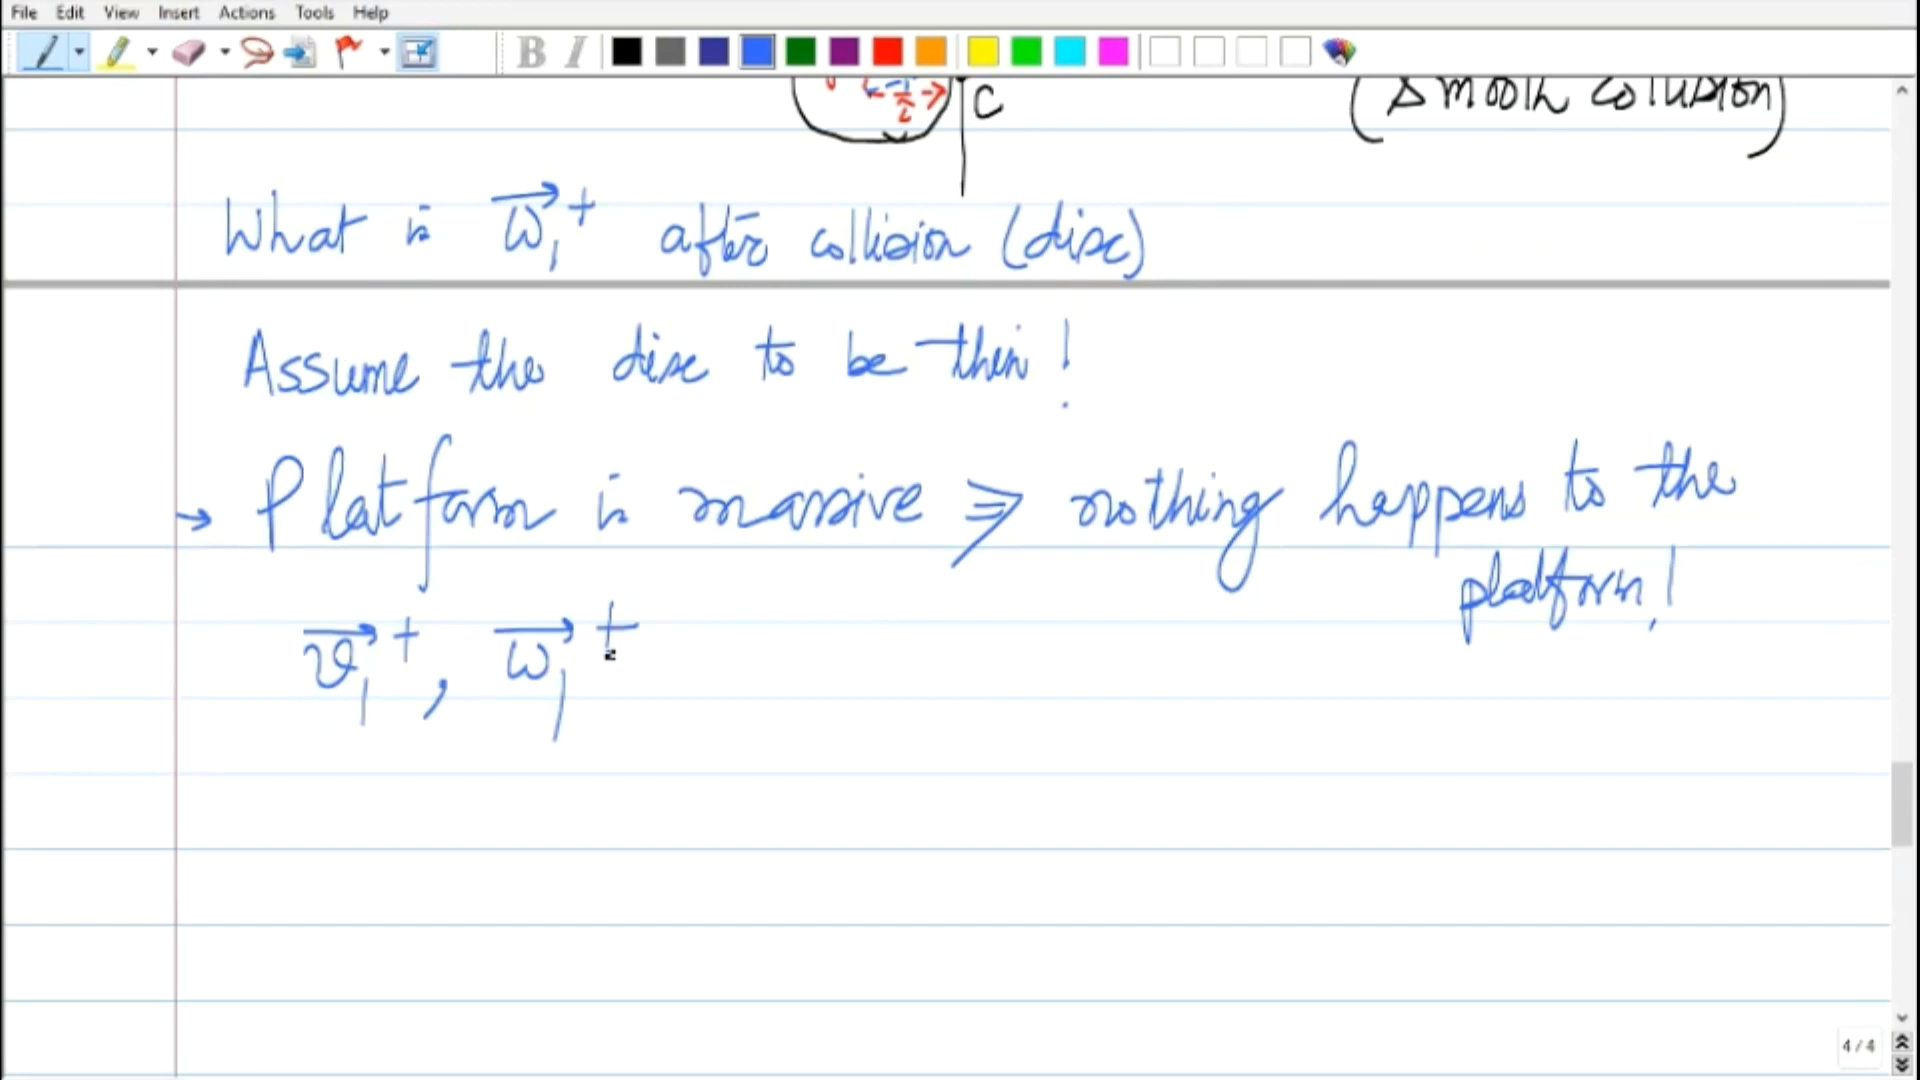 File Edit View Insert Actions Tools Help
B I
C
(Smooth collision)
What is ω₁⁺ after collision (disc)
Assume the disc to be thin!
→ Platform is massive ⇒ nothing happens to the
platform!
v₁⁺, ω₁⁺
4 / 4